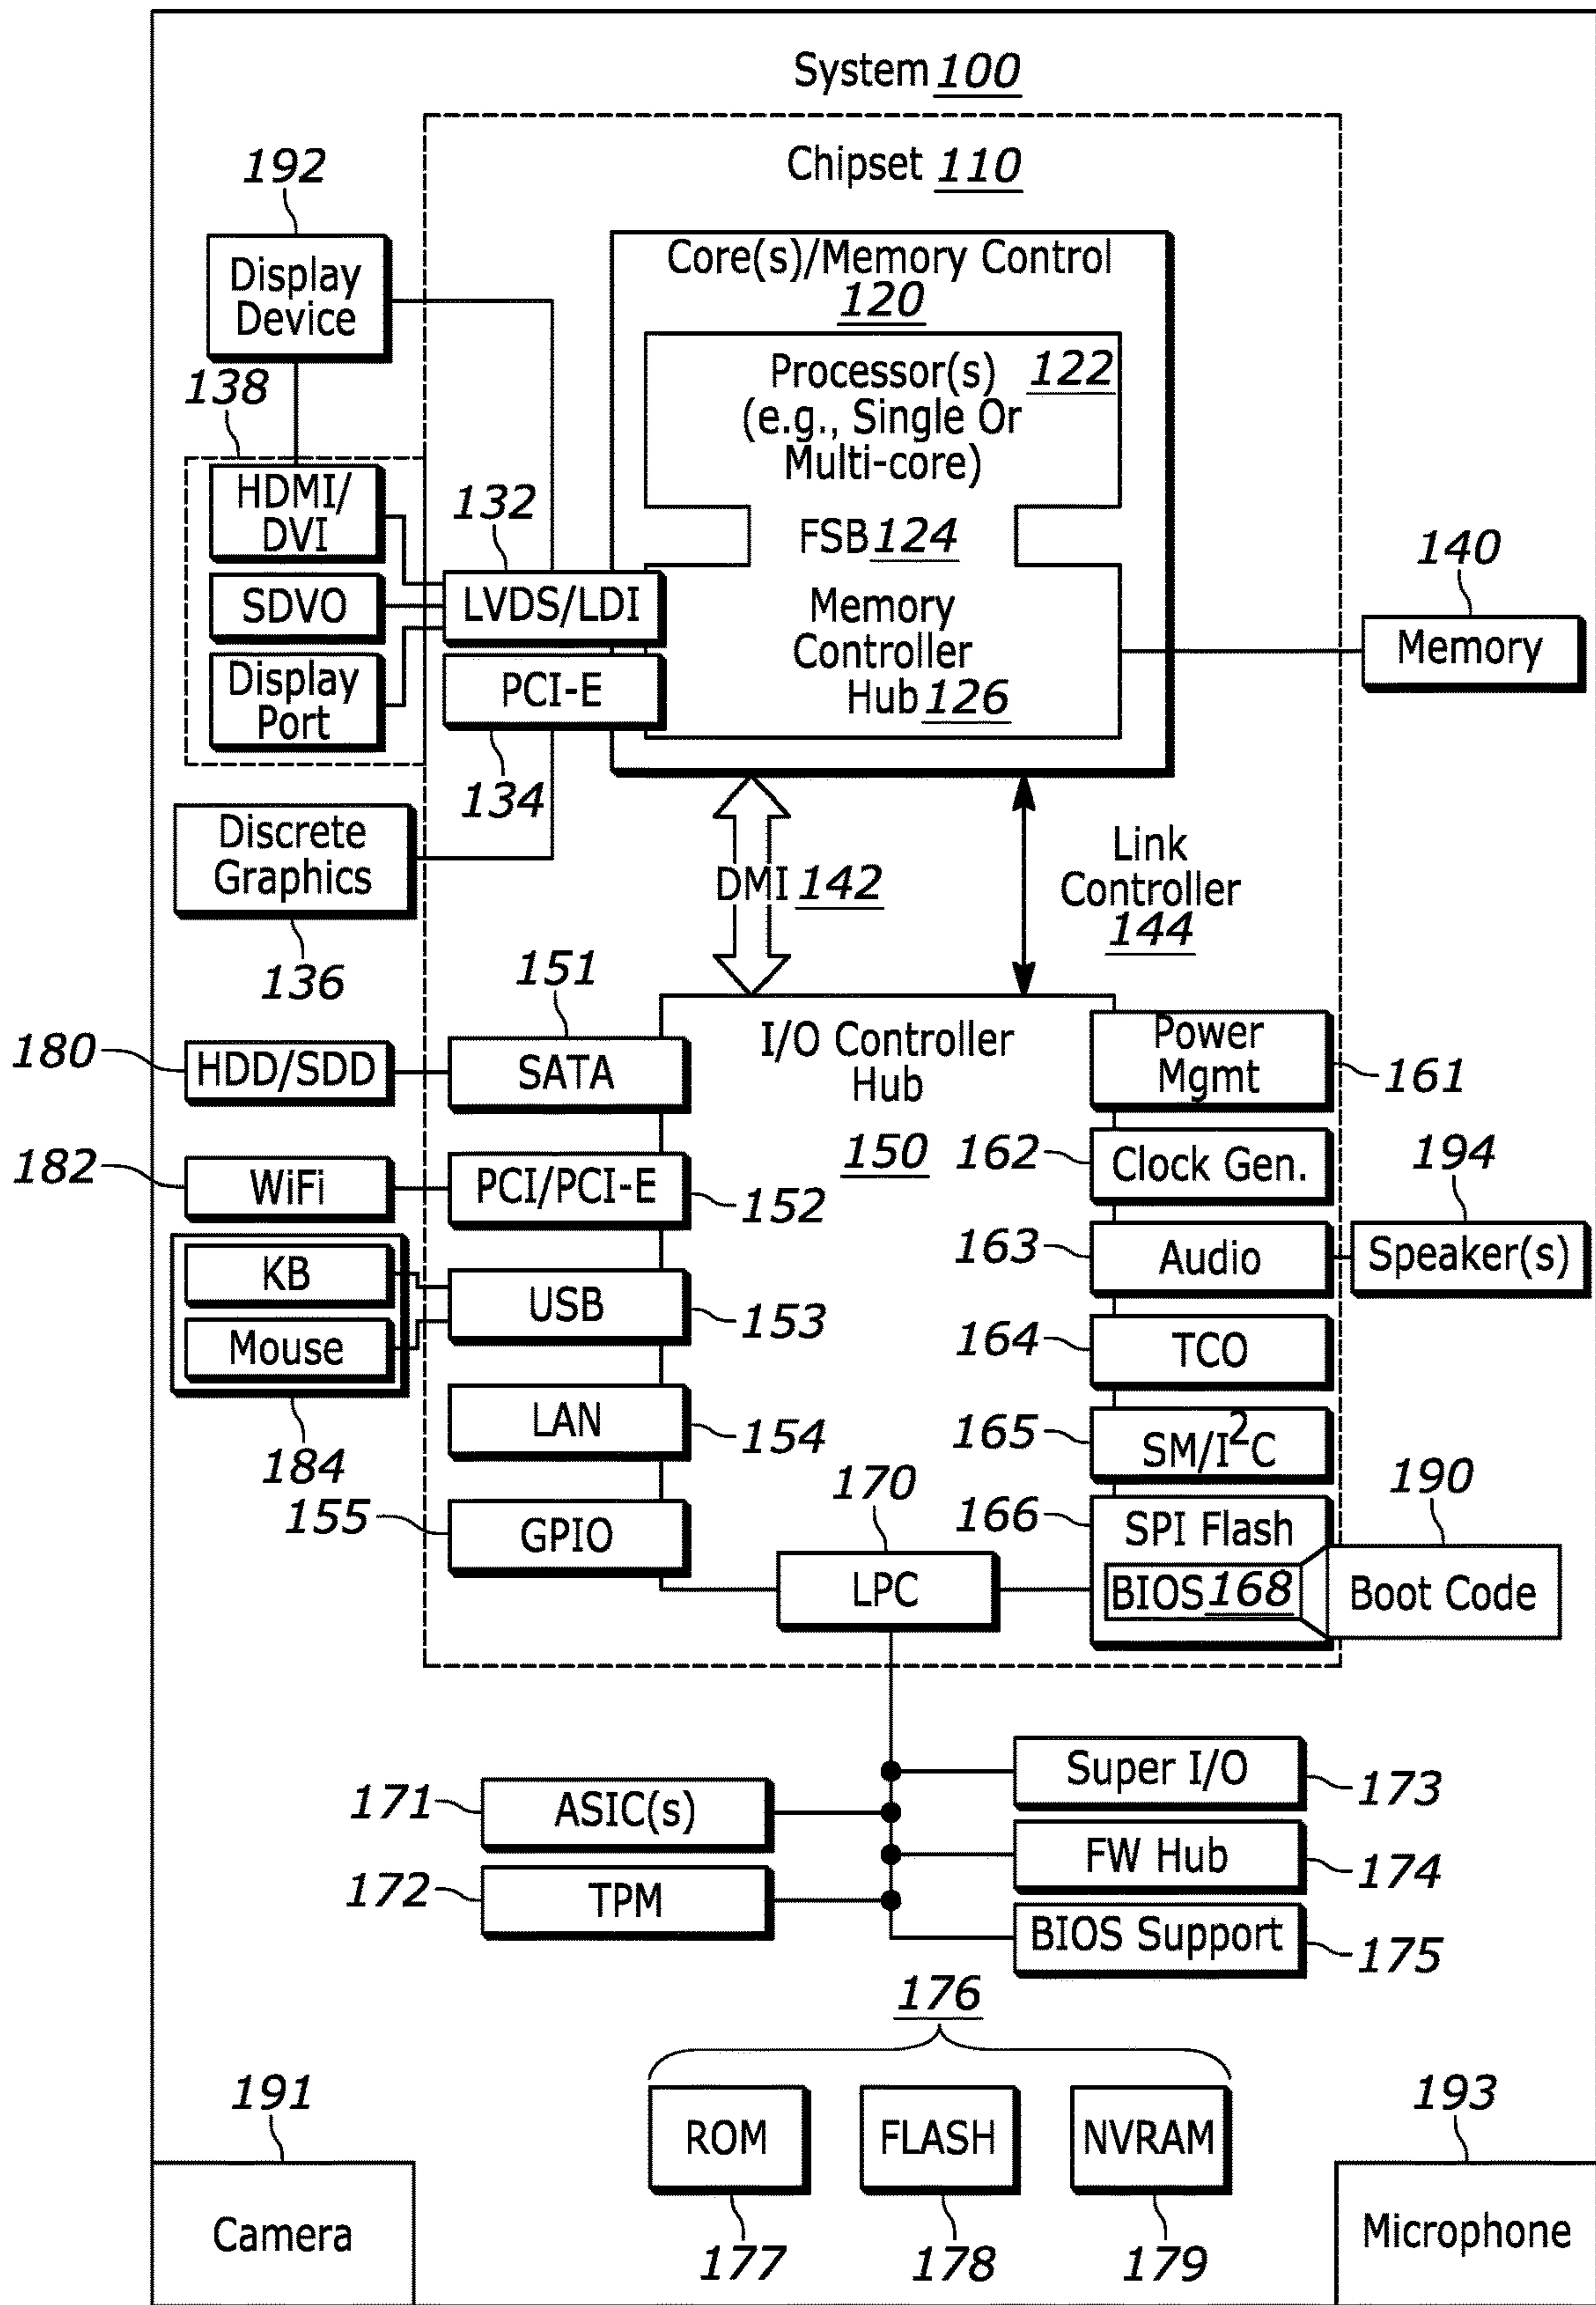 System 100
Chipset 110
192
Display
Device
Core(s)/Memory Control
120
Processor(s) 122
(e.g., Single Or
Multi-core)
138
HDMI/
DVI
SDVO
Display
Port
132
LVDS/LDI
PCI-E
134
FSB 124
Memory
Controller
Hub 126
140
Memory
Discrete
Graphics
136
DMI 142
Link
Controller
144
151
180
HDD/SDD
SATA
I/O Controller
Hub
150
Power
Mgmt
161
182
WiFi
PCI/PCI-E
152
162
Clock Gen.
194
KB
Mouse
184
USB
153
163
Audio
Speaker(s)
164
TCO
LAN
154
165
SM/I²C
155
GPIO
170
LPC
166
SPI Flash
BIOS 168
190
Boot Code
171
ASIC(s)
172
TPM
Super I/O
173
FW Hub
174
BIOS Support
175
176
ROM
FLASH
NVRAM
177
178
179
191
Camera
193
Microphone